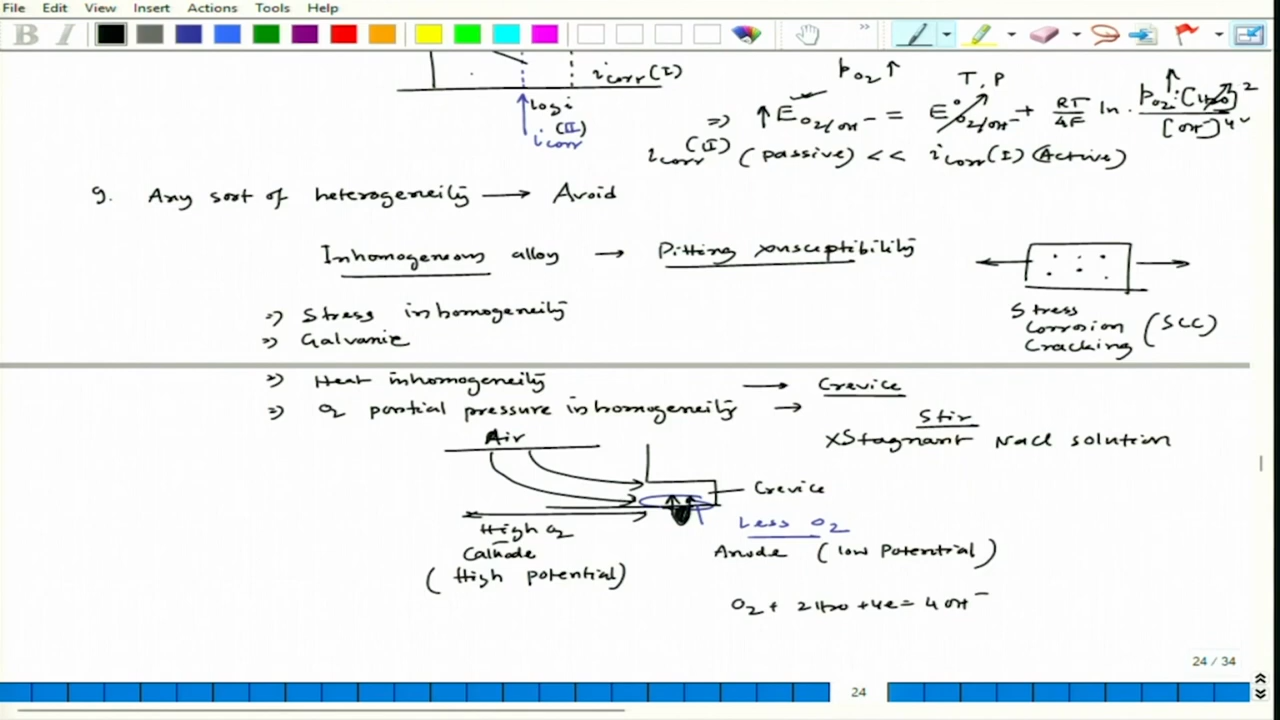 File Edit View Insert Actions Tools Help
B I
icorr(I)
log i
icorr(II)
pO2 ↑
T, P
⇒ ↑ E O2/OH- = E° O2/OH- + RT/4F ln pO2 · (H2O)^2 / [OH-]^4
icorr(II) (passive) << icorr(I) (Active)
9. Any sort of heterogeneity → Avoid
Inhomogeneous alloy → Pitting susceptibility
⇒ Stress inhomogeneity
⇒ Galvanic
Stress Corrosion Cracking (SCC)
⇒ Heat inhomogeneity → Crevice
⇒ O2 partial pressure inhomogeneity →
Stir
xStagnant NaCl solution
Air
Crevice
High O2
Cathode
(High potential)
Less O2
Anode (low potential)
O2 + 2H2O + 4e = 4OH-
24 / 34
24